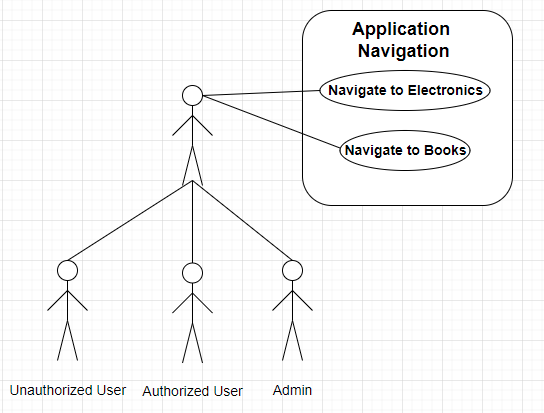 Application
Navigation
Navigate to Electronics
Navigate to Books
Unauthorized User
Authorized User
Admin